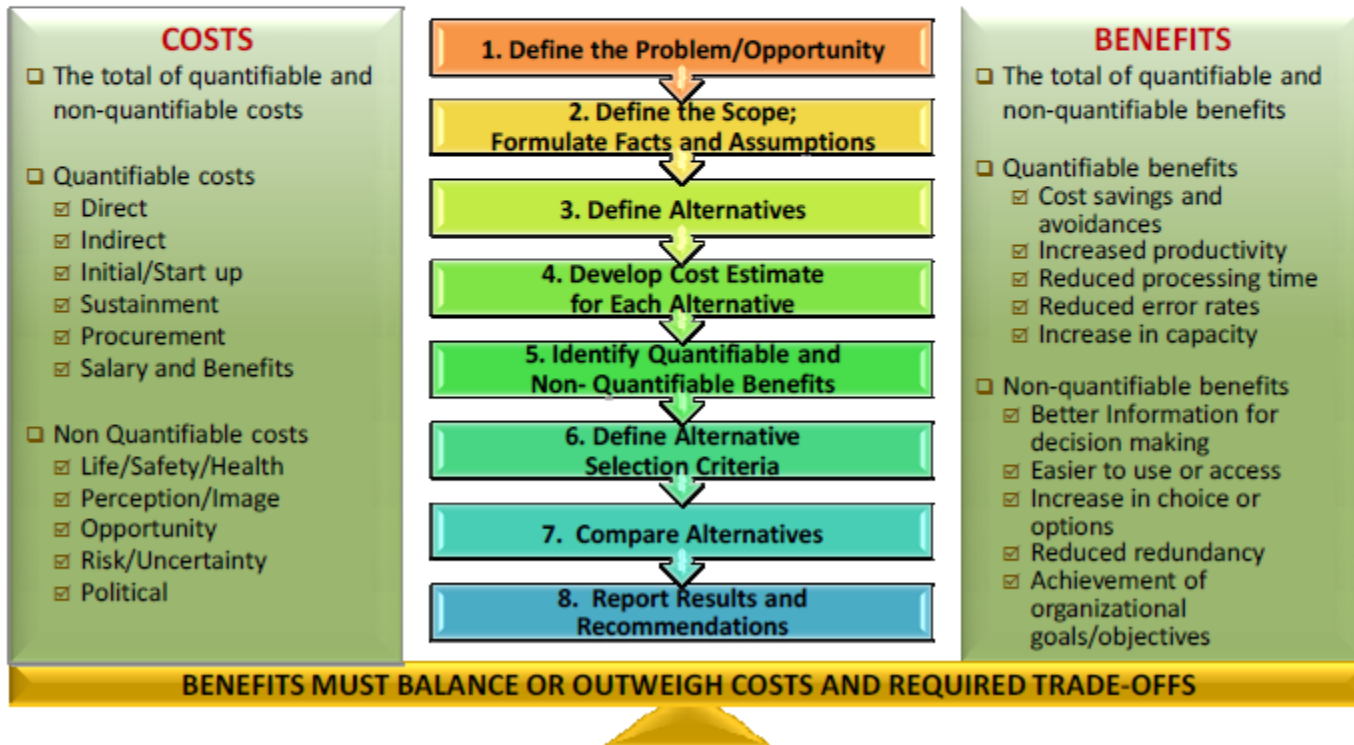 COSTS
The total of quantifiable and
non-quantifiable costs
Quantifiable costs
Direct
Indirect
Initial/Start up
Sustainment
Procurement
Salary and Benefits
Non Quantifiable costs
Life/Safety/Health
Perception/Image
Opportunity
Risk/Uncertainty
Political
1. Define the Problem/Opportunity
2. Define the Scope;
Formulate Facts and Assumptions
3. Define Alternatives
4. Develop Cost Estimate
for Each Alternative
5. Identify Quantifiable and
Non- Quantifiable Benefits
6. Define Alternative
Selection Criteria
7. Compare Alternatives
8. Report Results and
Recommendations
BENEFITS
The total of quantifiable and
non-quantifiable benefits
Quantifiable benefits
Cost savings and
avoidances
Increased productivity
Reduced processing time
Reduced error rates
Increase in capacity
Non-quantifiable benefits
Better Information for
decision making
Easier to use or access
Increase in choice or
options
Reduced redundancy
Achievement of
organizational
goals/objectives
BENEFITS MUST BALANCE OR OUTWEIGH COSTS AND REQUIRED TRADE-OFFS